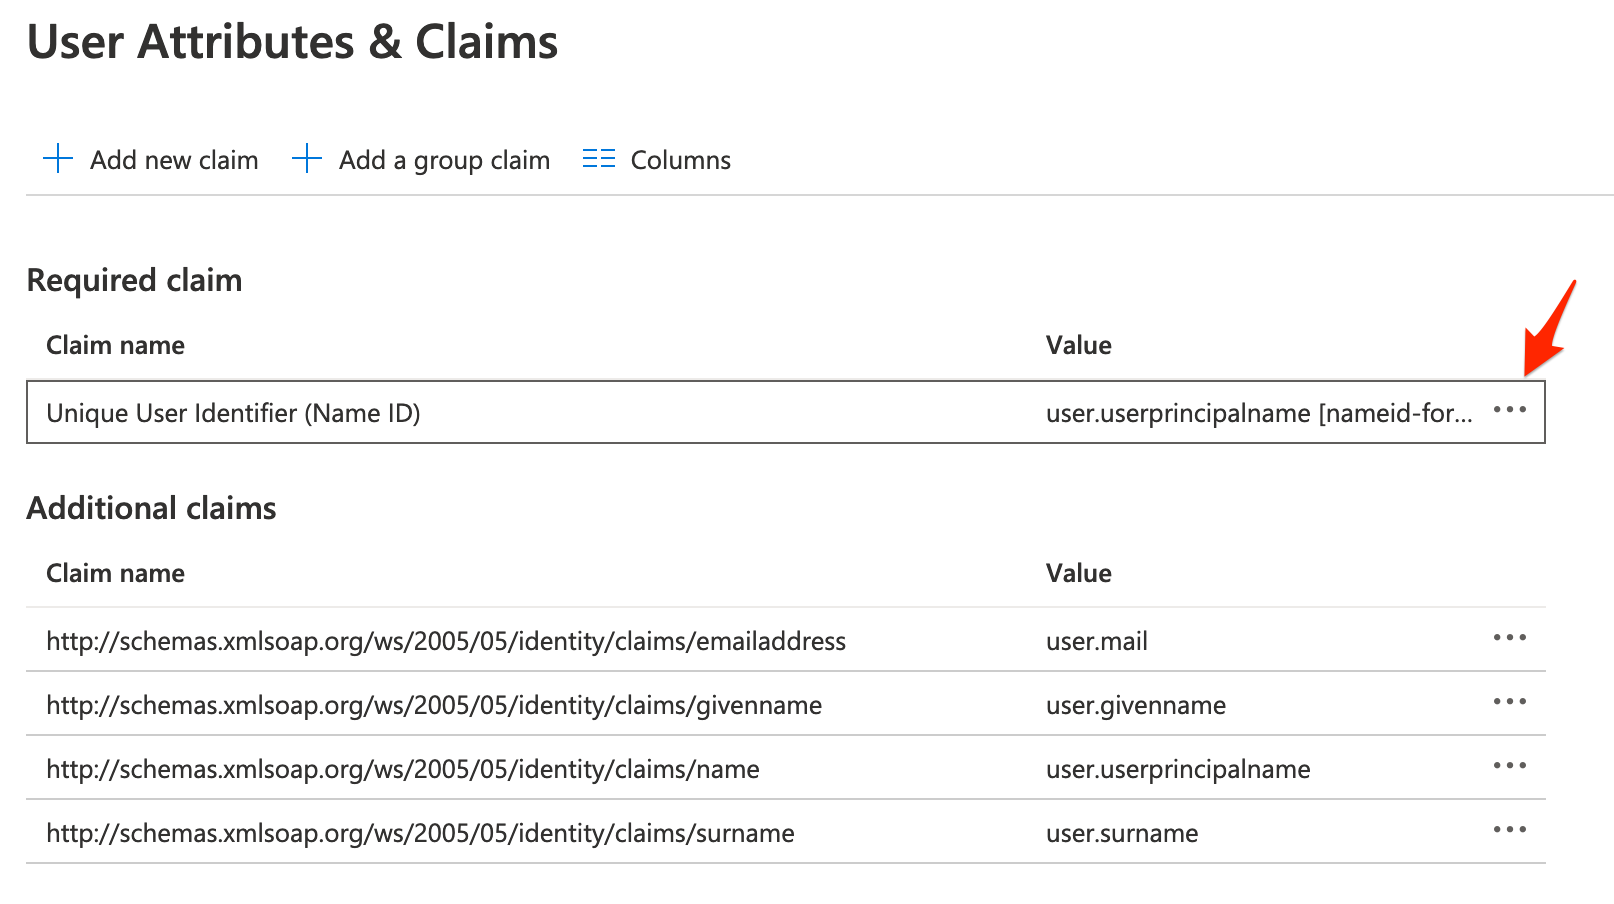 User Attributes & Claims
Add new claim Add a group claim Columns
Required claim
Claim name Value
Unique User Identifier (Name ID) user.userprincipalname [nameid-for...
Additional claims
Claim name Value
http://schemas.xmlsoap.org/ws/2005/05/identity/claims/emailaddress user.mail
http://schemas.xmlsoap.org/ws/2005/05/identity/claims/givenname user.givenname
http://schemas.xmlsoap.org/ws/2005/05/identity/claims/name user.userprincipalname
http://schemas.xmlsoap.org/ws/2005/05/identity/claims/surname user.surname